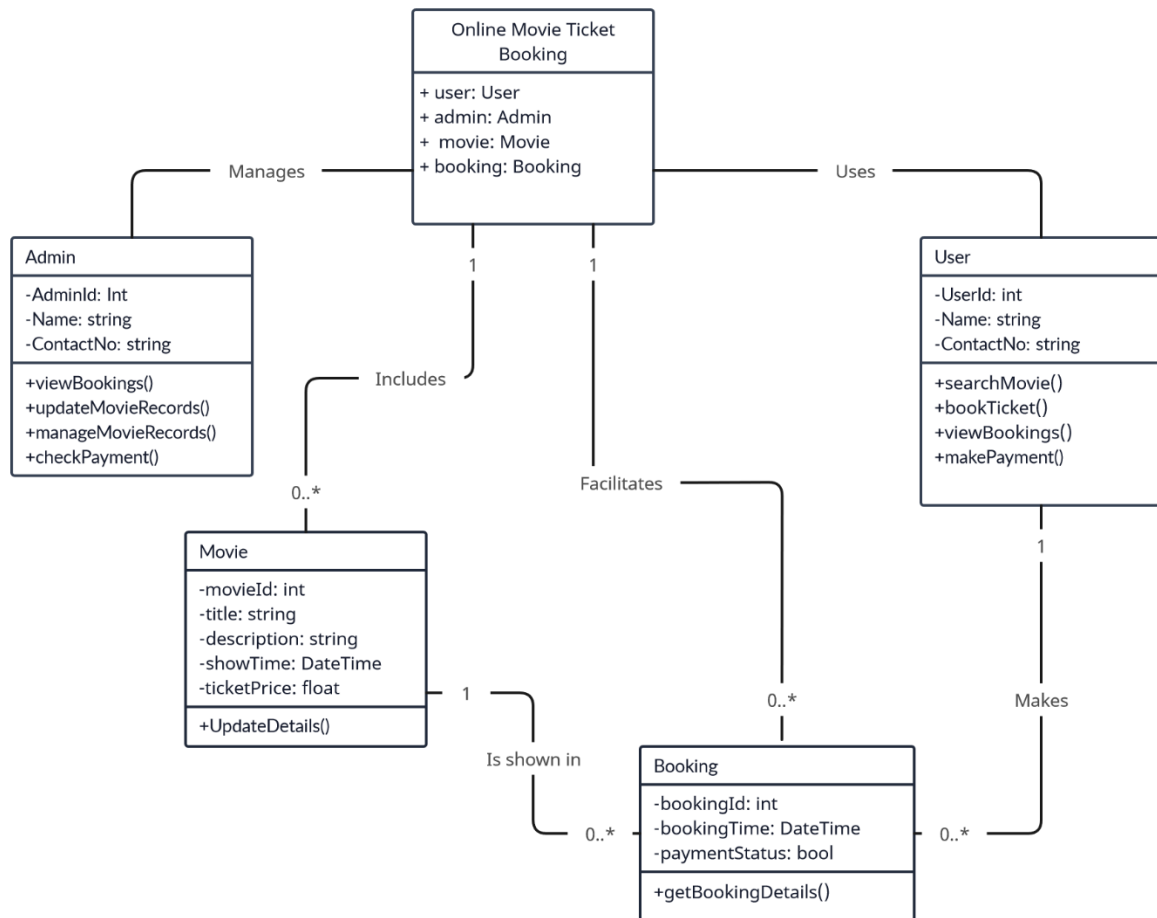 Online Movie Ticket
Booking
+ user: User
+ admin: Admin
+ movie: Movie
+ booking: Booking
Manages
Uses
Admin
-AdminId: Int
-Name: string
-ContactNo: string
+viewBookings()
+updateMovieRecords()
+manageMovieRecords()
+checkPayment()
User
-UserId: int
-Name: string
-ContactNo: string
+searchMovie()
+bookTicket()
+viewBookings()
+makePayment()
1
1
Includes
0..*
Facilitates
0..*
1
Makes
0..*
Movie
-movieId: int
-title: string
-description: string
-showTime: DateTime
-ticketPrice: float
+UpdateDetails()
1
Is shown in
0..*
Booking
-bookingId: int
-bookingTime: DateTime
-paymentStatus: bool
+getBookingDetails()